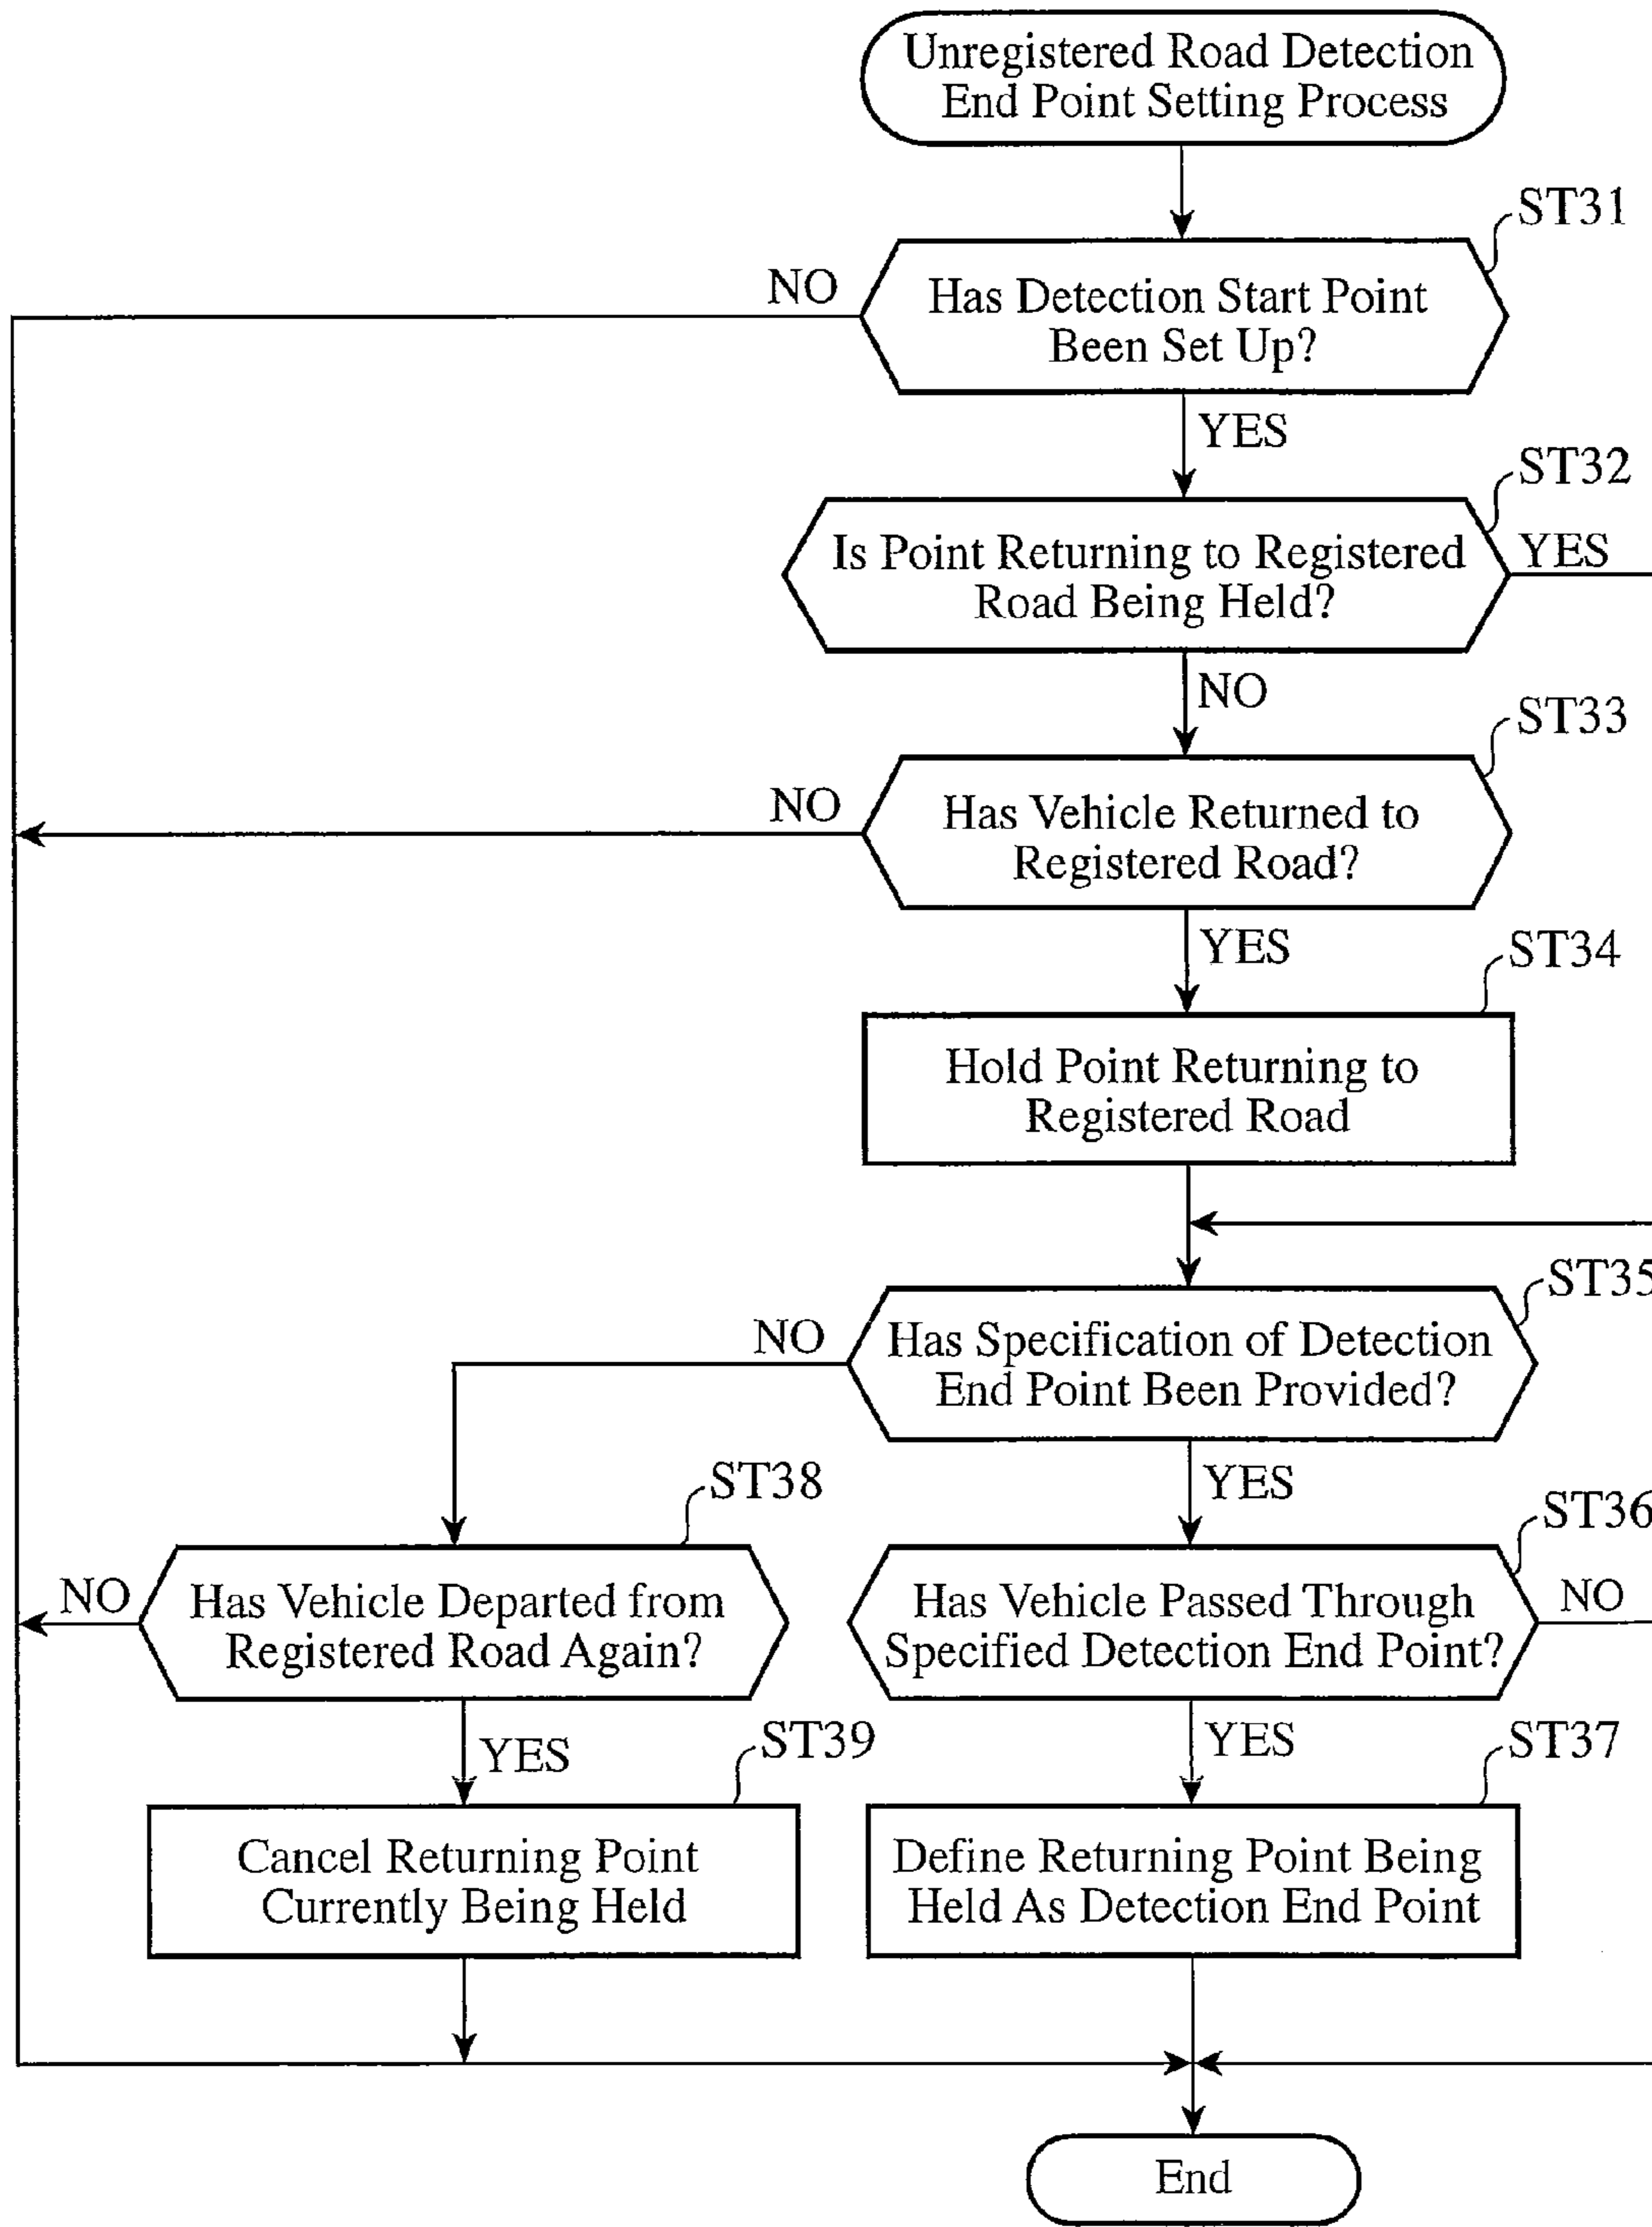 Unregistered Road Detection
End Point Setting Process
ST31
NO
Has Detection Start Point
Been Set Up?
YES
ST32
Is Point Returning to Registered
Road Being Held?
YES
NO
ST33
NO
Has Vehicle Returned to
Registered Road?
YES
ST34
Hold Point Returning to
Registered Road
ST35
NO
Has Specification of Detection
End Point Been Provided?
YES
ST38
ST36
NO
Has Vehicle Departed from
Registered Road Again?
Has Vehicle Passed Through
Specified Detection End Point?
NO
YES
ST39
YES
ST37
Cancel Returning Point
Currently Being Held
Define Returning Point Being
Held As Detection End Point
End